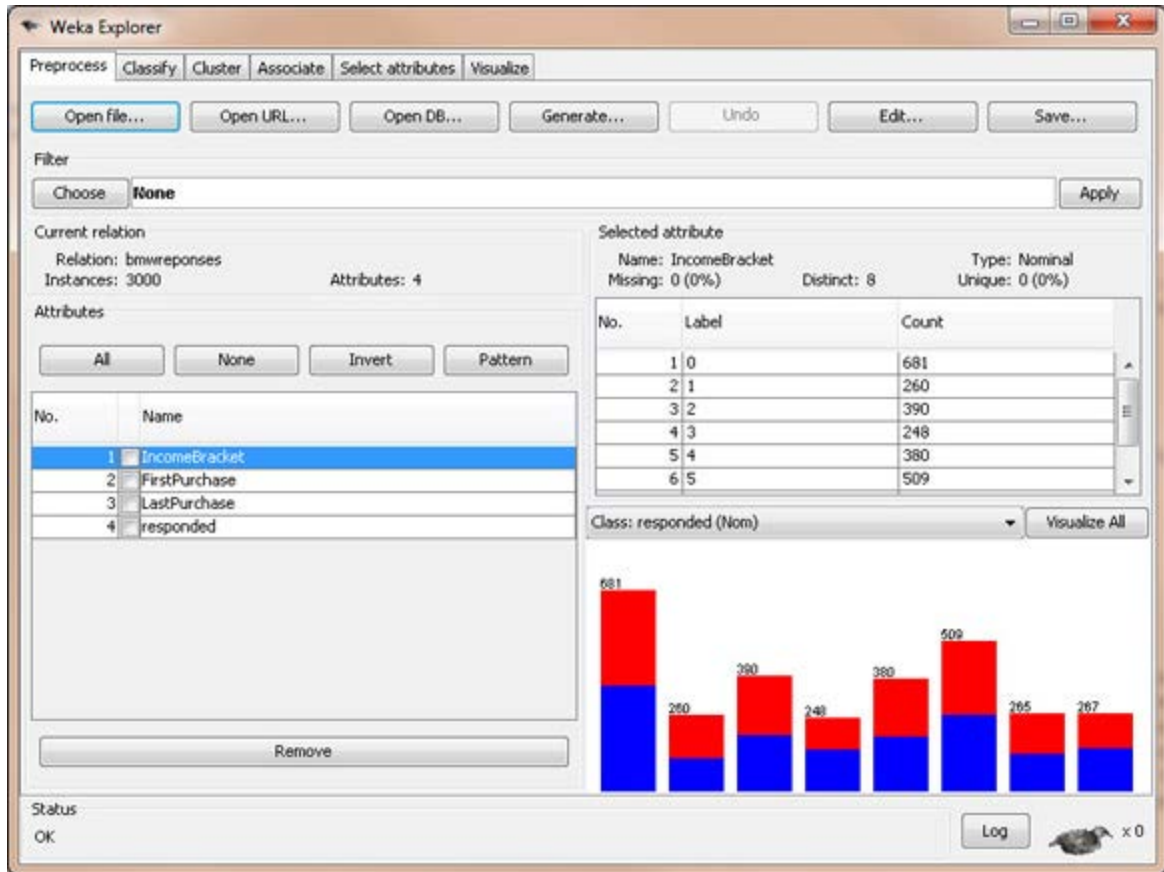 Weka Explorer
Preprocess Classify Cluster Associate Select attributes Visualize
Open file... Open URL... Open DB... Generate... Undo Edit... Save...
Filter
Choose None Apply
Current relation
Relation: bmwreponses
Instances: 3000 Attributes: 4
Attributes
All None Invert Pattern
No. Name
1 IncomeBracket
2 FirstPurchase
3 LastPurchase
4 responded
Remove
Selected attribute
Name: IncomeBracket Type: Nominal
Missing: 0 (0%) Distinct: 8 Unique: 0 (0%)
No. Label Count
1 0 681
2 1 260
3 2 390
4 3 248
5 4 380
6 5 509
Class: responded (Nom) Visualize All
681 260 390 248 380 509 265 267
Status
OK Log x 0